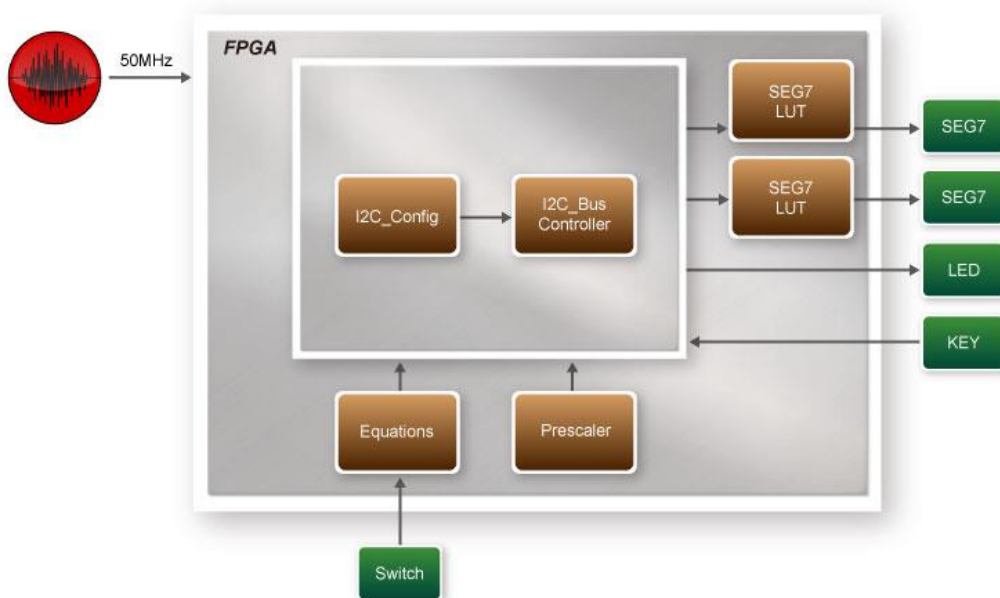 FPGA
50MHz
SEG7
LUT
SEG7
SEG7
LUT
SEG7
I2C_Config
I2C_Bus
Controller
LED
KEY
Equations
Prescaler
Switch